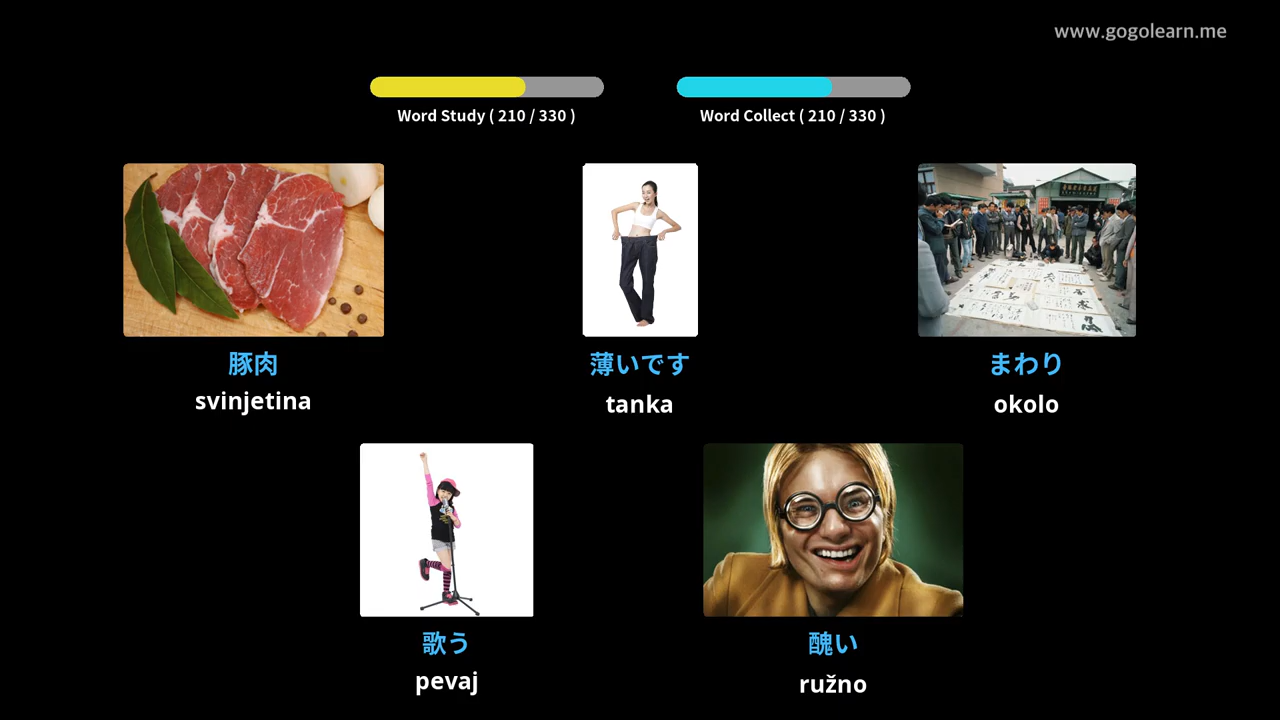 www.gogolearn.me
Word Study ( 210 / 330 )
Word Collect ( 210 / 330 )
豚肉
svinjetina
薄いです
tanka
まわり
okolo
歌う
pevaj
醜い
ružno